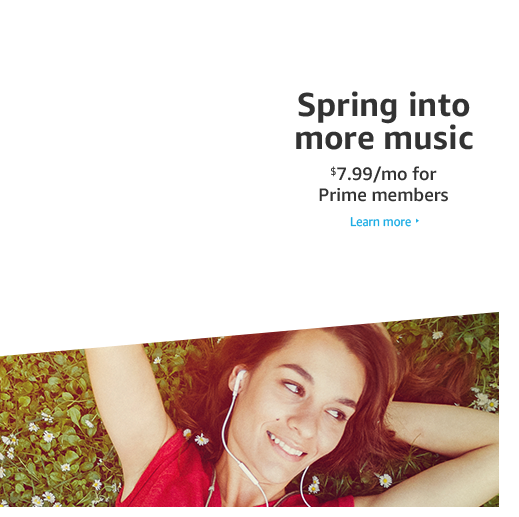 Spring into
more music
$7.99/mo for
Prime members
Learn more ‣